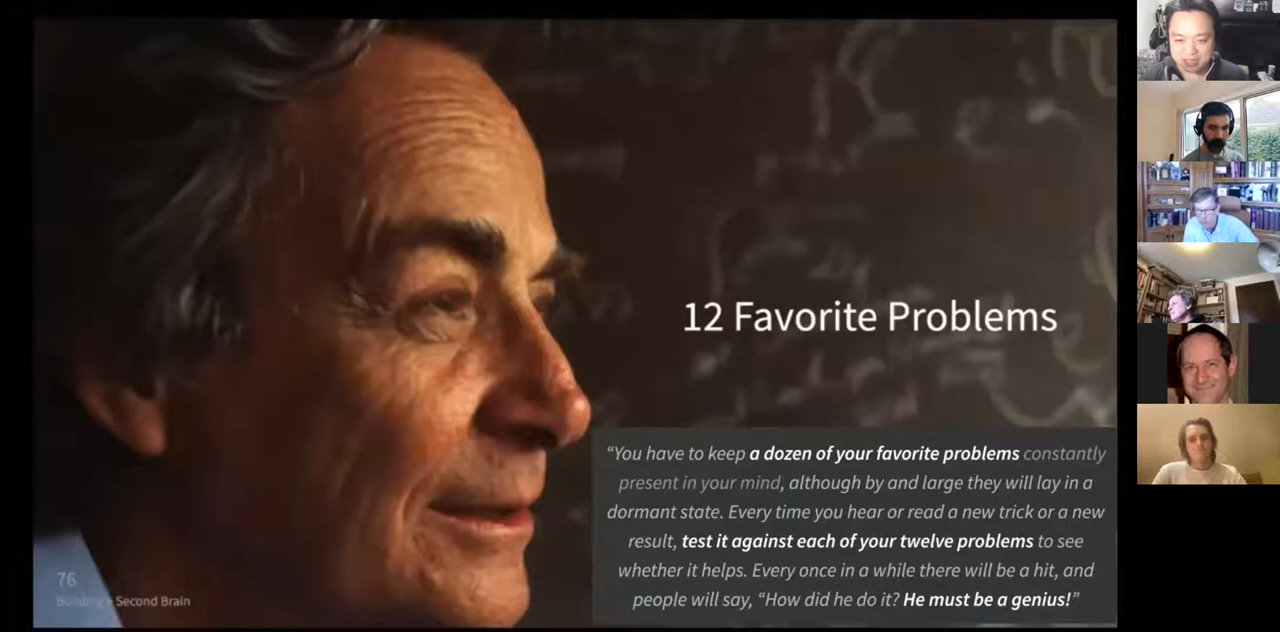 12 Favorite Problems
“You have to keep a dozen of your favorite problems constantly
present in your mind, although by and large they will lay in a
dormant state. Every time you hear or read a new trick or a new
result, test it against each of your twelve problems to see
whether it helps. Every once in a while there will be a hit, and
people will say, “How did he do it? He must be a genius!”
76
Building a Second Brain